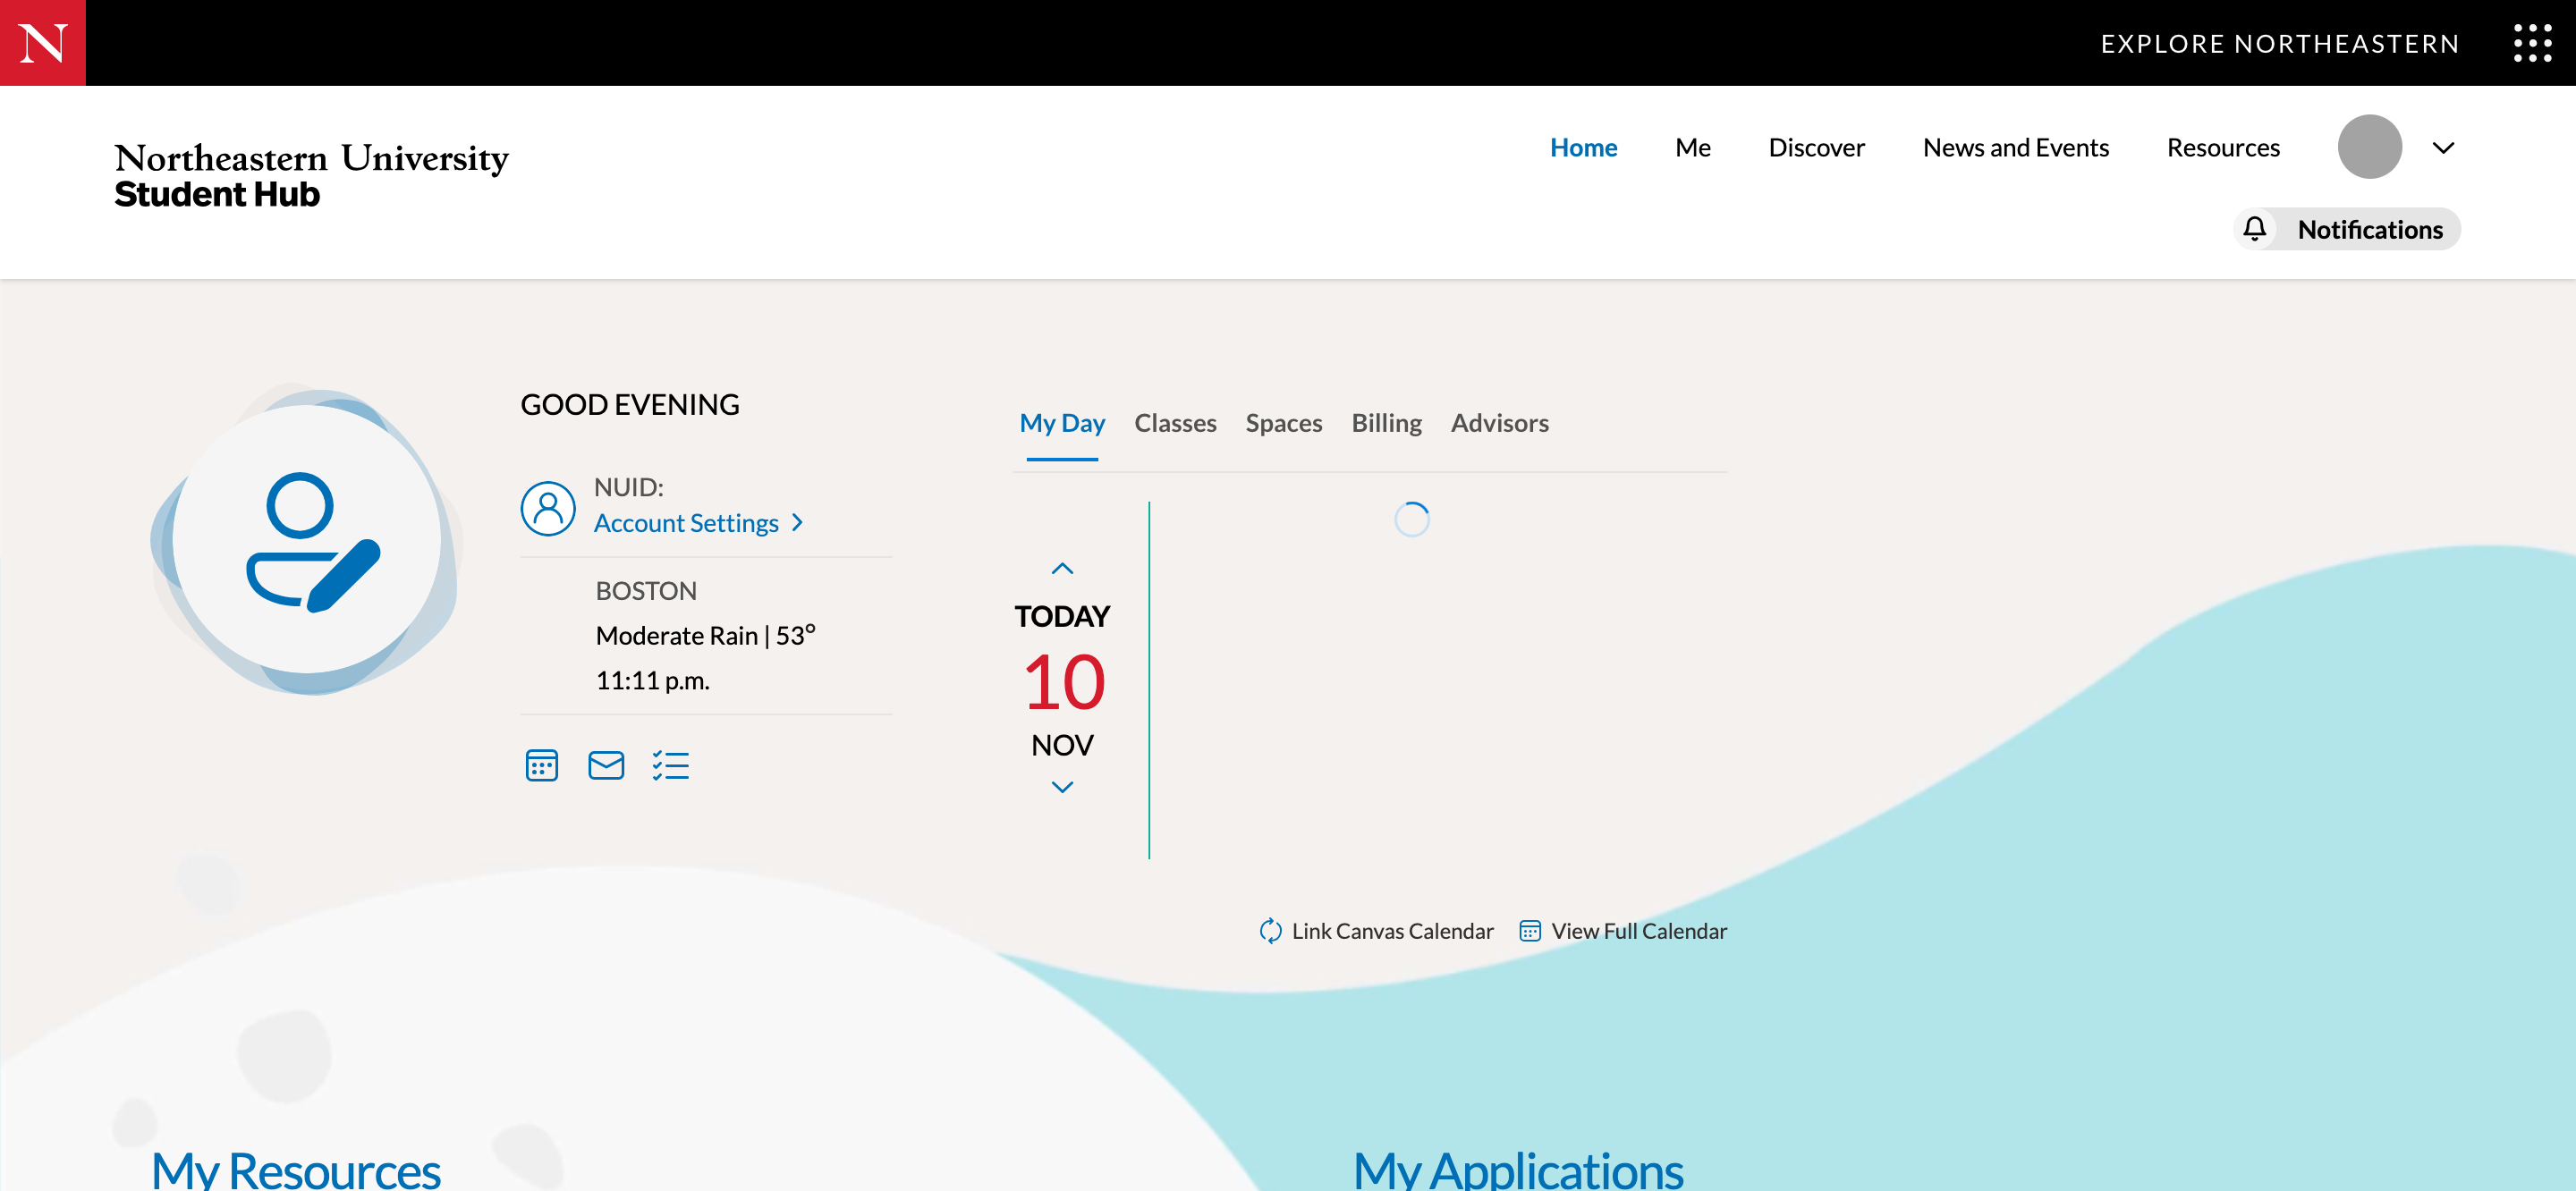 N
EXPLORE NORTHEASTERN
Northeastern University
Student Hub
Home Me Discover News and Events Resources
Notifications
GOOD EVENING
NUID:
Account Settings
BOSTON
Moderate Rain | 53°
11:11 p.m.
My Day Classes Spaces Billing Advisors
TODAY
10
NOV
Link Canvas Calendar View Full Calendar
My Resources
My Applications